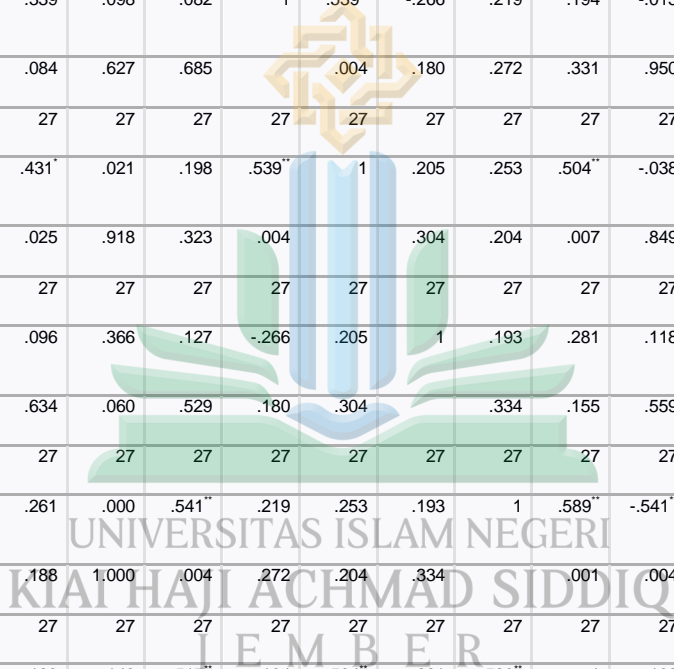 .084 .627 .685 .004 .180 .272 .331 .950
27 27 27 27 27 27 27 27 27
.431* .021 .198 .539** 1 .205 .253 .504** -.038
.025 .918 .323 .004 .304 .204 .007 .849
27 27 27 27 27 27 27 27 27
.096 .366 .127 -.266 .205 1 .193 .281 .118
.634 .060 .529 .180 .304 .334 .155 .559
27 27 27 27 27 27 27 27 27
.261 .000 .541** .219 .253 .193 1 .589** -.541*
UNIVERSITAS ISLAM NEGERI
.188 1.000 .004 .272 .204 .334 .001 .004
KIAI HAJI ACHMAD SIDDIQ
27 27 27 27 27 27 27 27 27
JEMBER